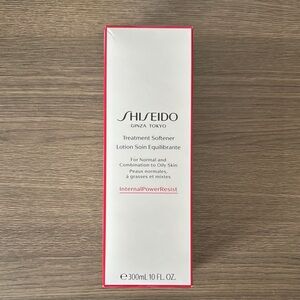 SHISEIDO
GINZA TOKYO
Treatment Softener
Lotion Soin Equilibrante
For Normal and
Combination to Oily Skin
Peaux normales,
à grasses et mixtes
InternalPowerResist
℮300mL 10 FL. OZ.